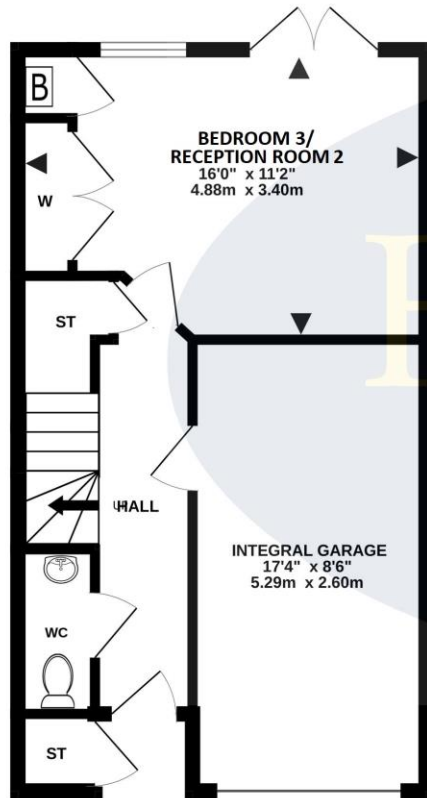 B
BEDROOM 3/
RECEPTION ROOM 2
16'0" x 11'2"
4.88m x 3.40m
W
ST
HALL
INTEGRAL GARAGE
17'4" x 8'6"
5.29m x 2.60m
WC
ST